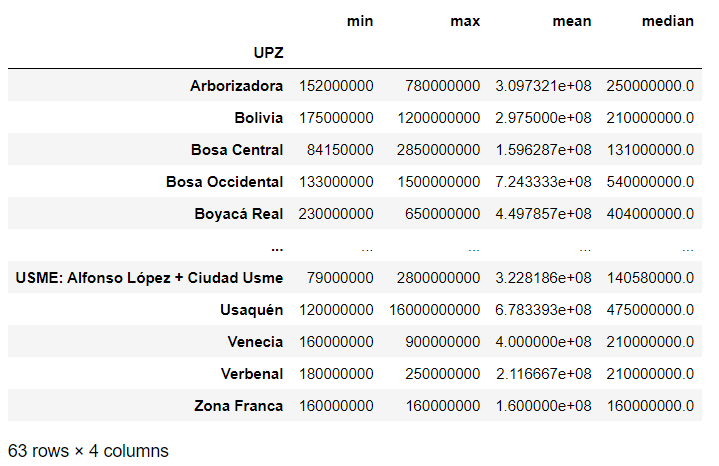 min max mean median
UPZ
Arborizadora 152000000 780000000 3.097321e+08 250000000.0
Bolivia 175000000 1200000000 2.975000e+08 210000000.0
Bosa Central 84150000 2850000000 1.596287e+08 131000000.0
Bosa Occidental 133000000 1500000000 7.243333e+08 540000000.0
Boyacá Real 230000000 650000000 4.497857e+08 404000000.0
... ... ... ... ...
USME: Alfonso López + Ciudad Usme 79000000 2800000000 3.228186e+08 140580000.0
Usaquén 120000000 16000000000 6.783393e+08 475000000.0
Venecia 160000000 900000000 4.000000e+08 210000000.0
Verbenal 180000000 250000000 2.116667e+08 210000000.0
Zona Franca 160000000 160000000 1.600000e+08 160000000.0
63 rows × 4 columns